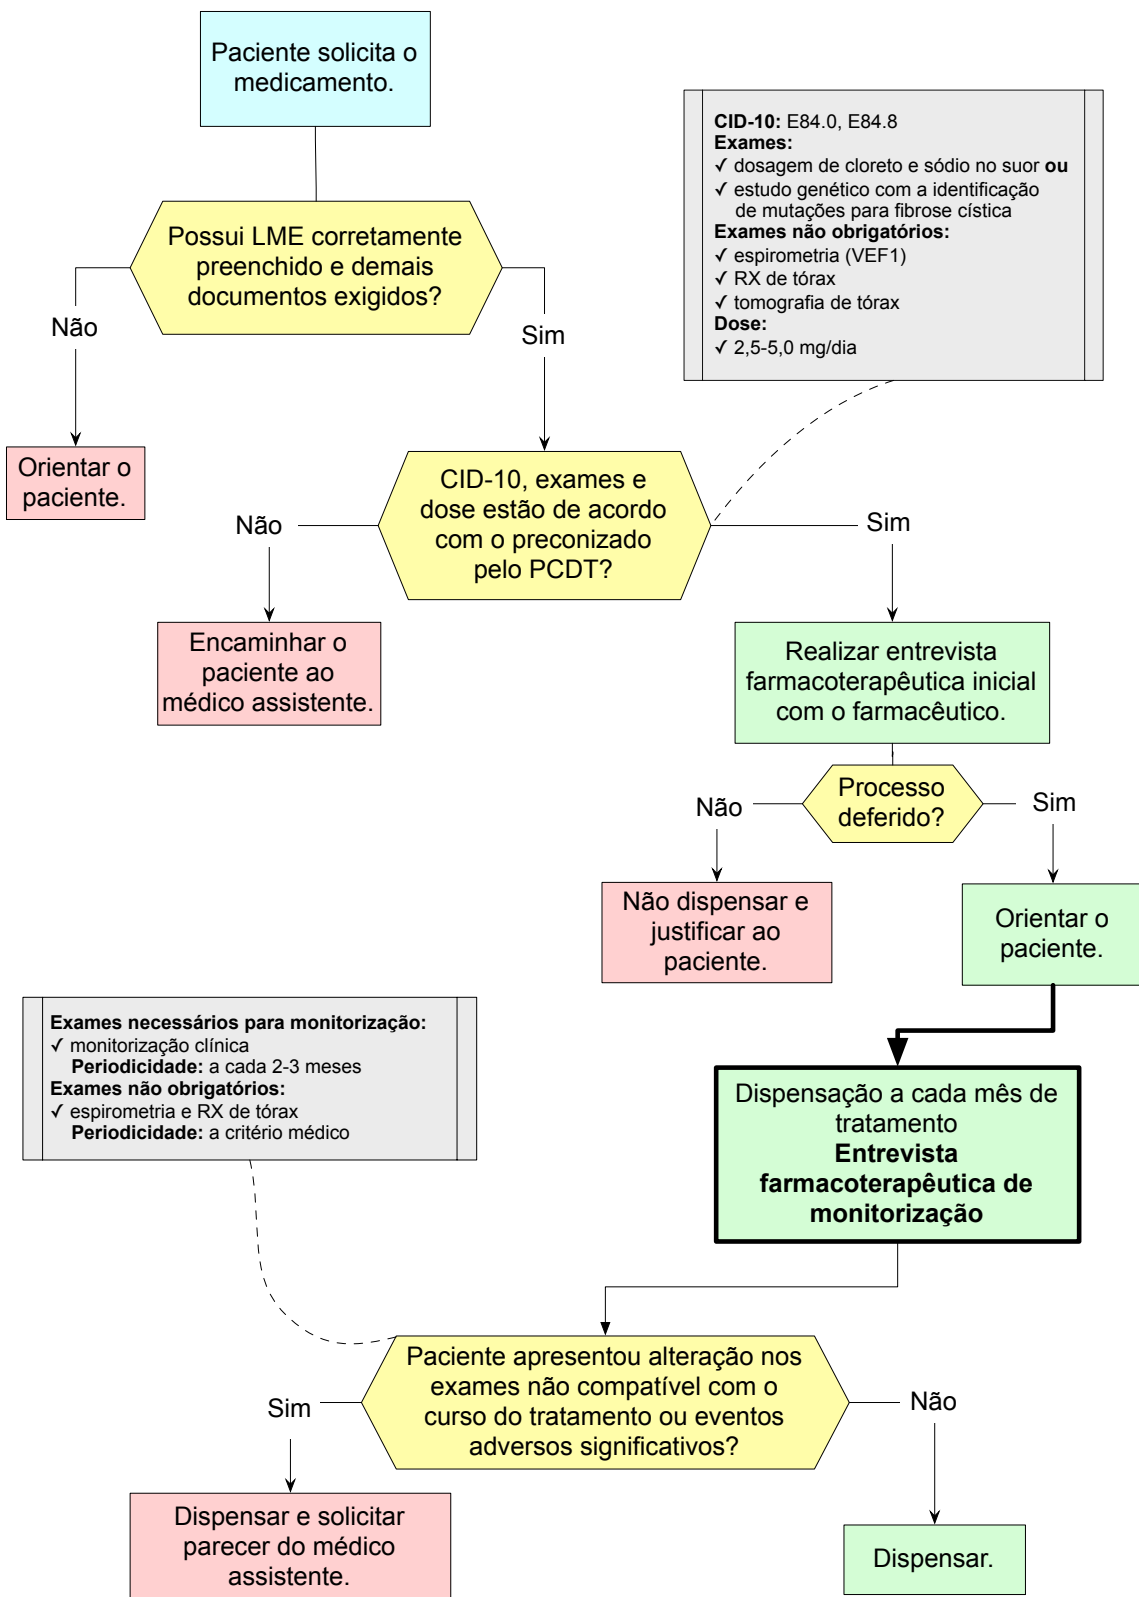 Paciente solicita o
medicamento.
CID-10: E84.0, E84.8
Exames:
✓ dosagem de cloreto e sódio no suor ou
✓ estudo genético com a identificação
de mutações para fibrose cística
Exames não obrigatórios:
✓ espirometria (VEF1)
✓ RX de tórax
✓ tomografia de tórax
Dose:
✓ 2,5-5,0 mg/dia
Possui LME corretamente
preenchido e demais
documentos exigidos?
Não
Sim
Orientar o
paciente.
CID-10, exames e
dose estão de acordo
com o preconizado
pelo PCDT?
Não
Sim
Encaminhar o
paciente ao
médico assistente.
Realizar entrevista
farmacoterapêutica inicial
com o farmacêutico.
Processo
deferido?
Não
Sim
Não dispensar e
justificar ao
paciente.
Orientar o
paciente.
Exames necessários para monitorização:
✓ monitorização clínica
Periodicidade: a cada 2-3 meses
Exames não obrigatórios:
✓ espirometria e RX de tórax
Periodicidade: a critério médico
Dispensação a cada mês de
tratamento
Entrevista
farmacoterapêutica de
monitorização
Paciente apresentou alteração nos
exames não compatível com o
curso do tratamento ou eventos
adversos significativos?
Sim
Não
Dispensar e solicitar
parecer do médico
assistente.
Dispensar.